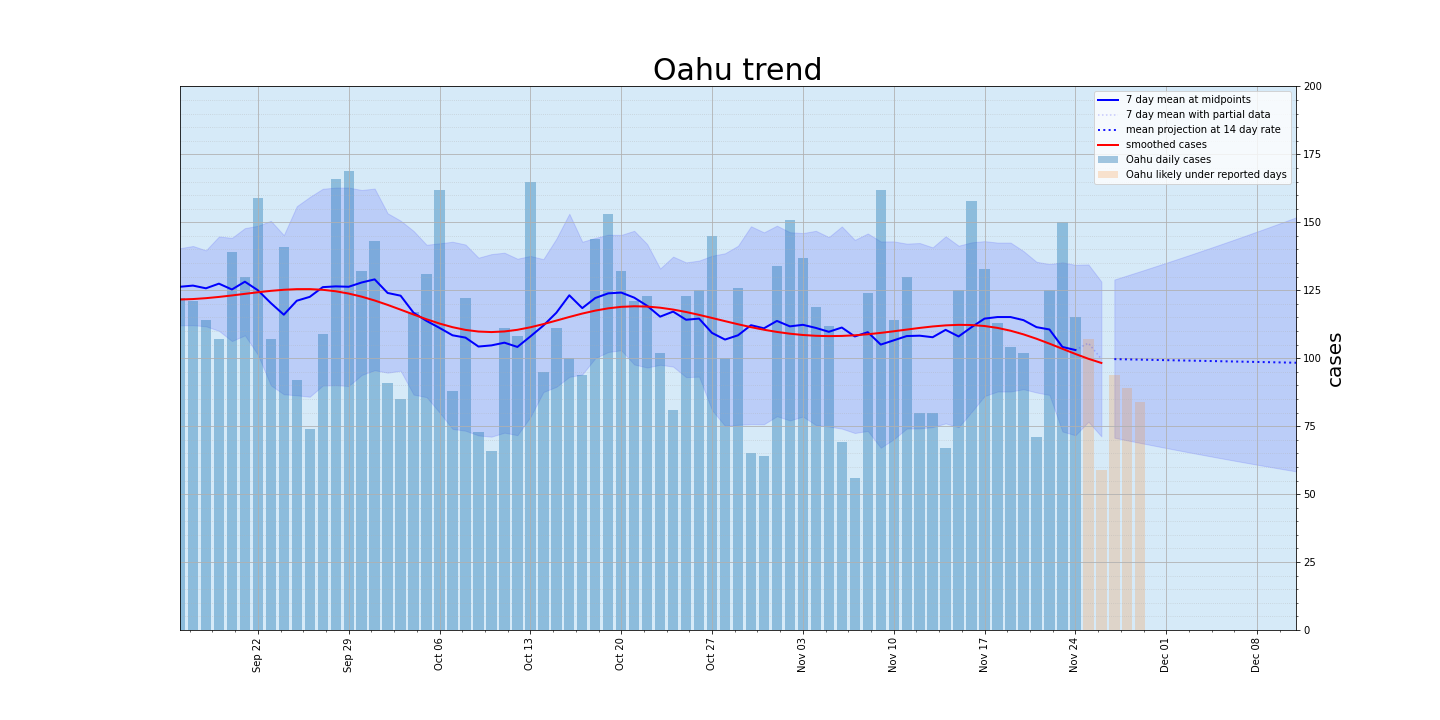 Oahu trend
7 day mean at midpoints
7 day mean with partial data
mean projection at 14 day rate
smoothed cases
Oahu daily cases
Oahu likely under reported days
200
175
150
125
100
75
50
25
0
cases
Sep 22
Sep 29
Oct 06
Oct 13
Oct 20
Oct 27
Nov 03
Nov 10
Nov 17
Nov 24
Dec 01
Dec 08